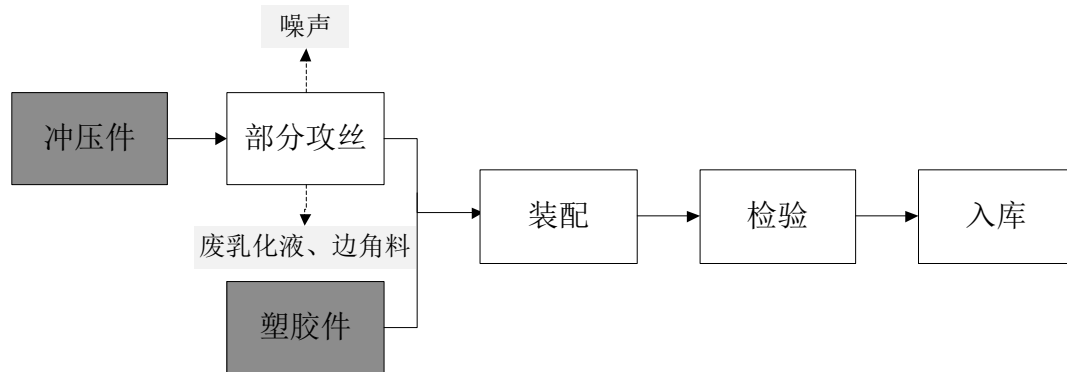 噪声
冲压件
部分攻丝
废乳化液、边角料
塑胶件
装配
检验
入库